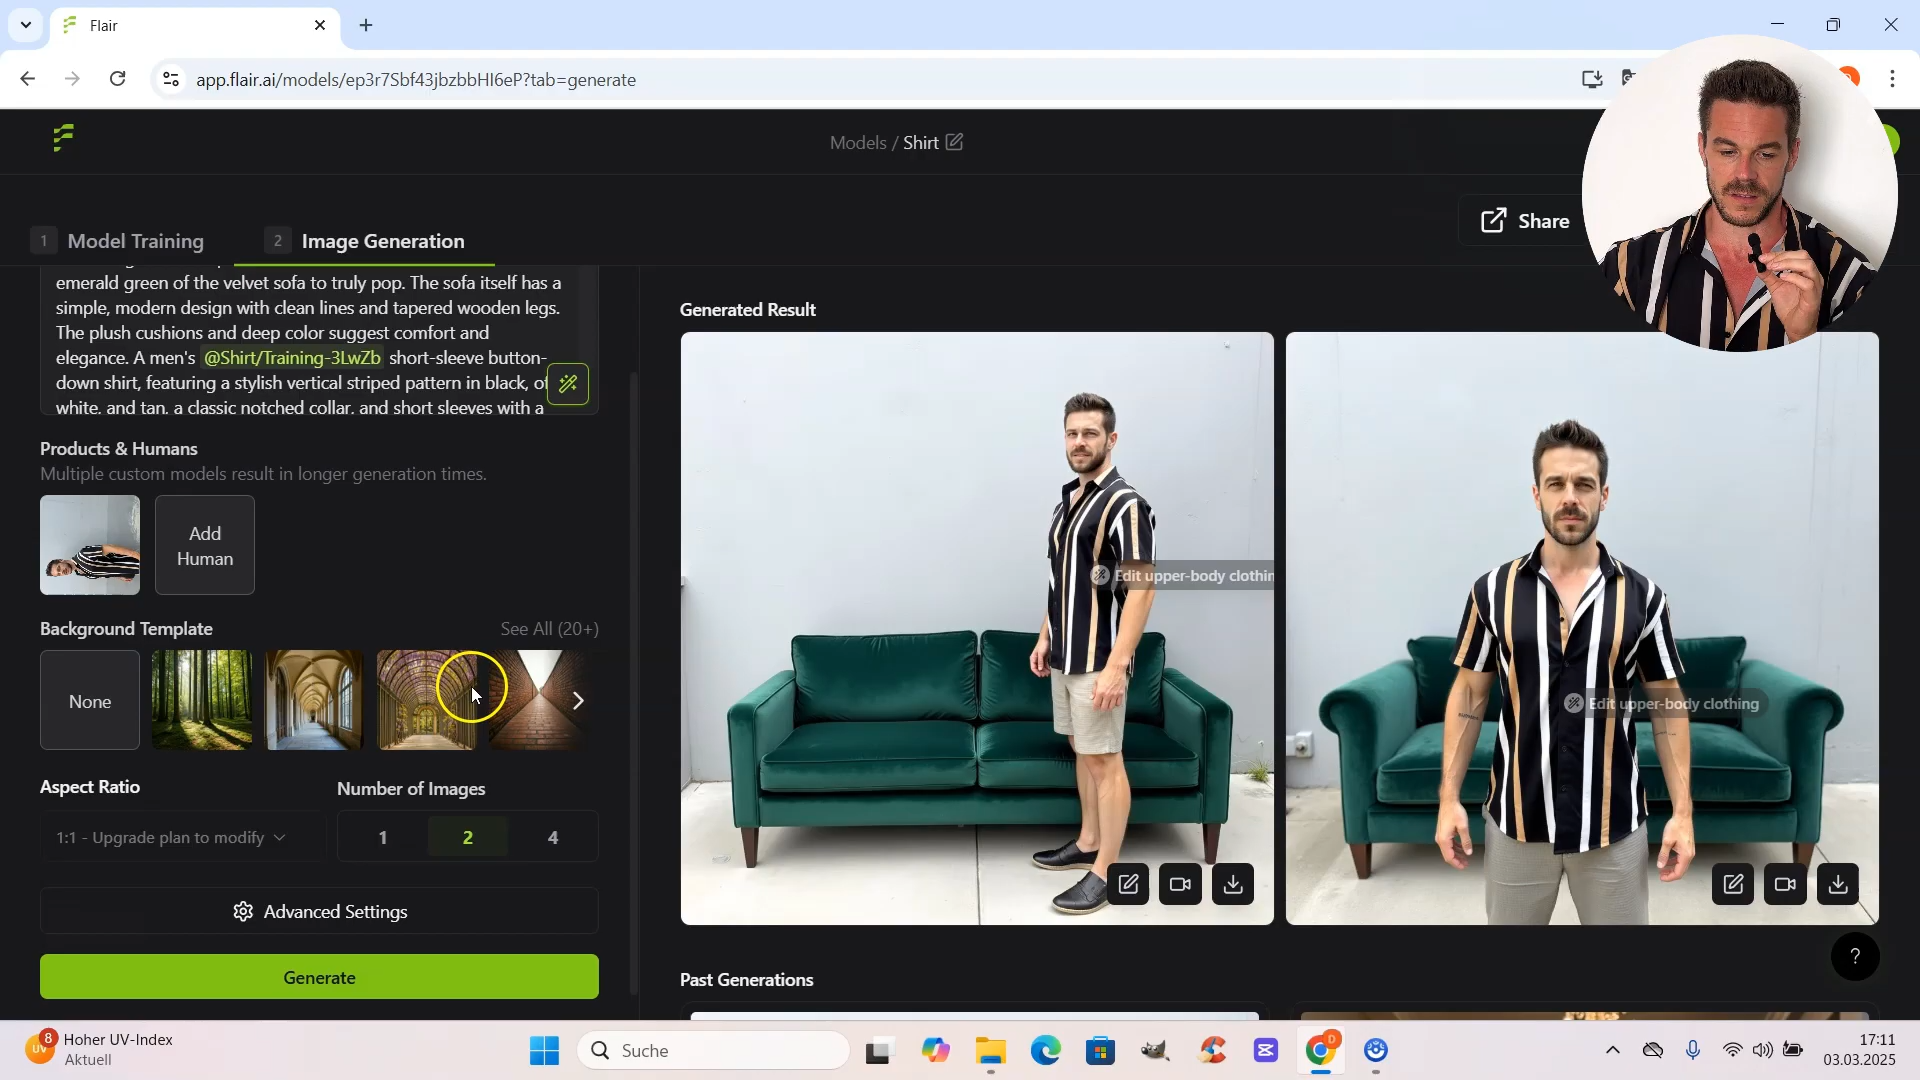 Flair
app.flair.ai/models/ep3r7Sbf43jbzbbHI6eP?tab=generate
Models / Shirt
1 Model Training
2 Image Generation
Share
emerald green of the velvet sofa to truly pop. The sofa itself has a
simple, modern design with clean lines and tapered wooden legs.
The plush cushions and deep color suggest comfort and
elegance. A men's @Shirt/Training-3LwZb short-sleeve button-
down shirt, featuring a stylish vertical striped pattern in black,
white, and tan, a classic notched collar, and short sleeves with a
Products & Humans
Multiple custom models result in longer generation times.
Add
Human
Background Template
See All (20+)
None
Aspect Ratio
Number of Images
1:1 - Upgrade plan to modify
1
2
4
Advanced Settings
Generate
Generated Result
Edit upper-body clothin
Edit upper-body clothing
Past Generations
?
8
UV
Hoher UV-Index
Aktuell
Suche
D
17:11
03.03.2025